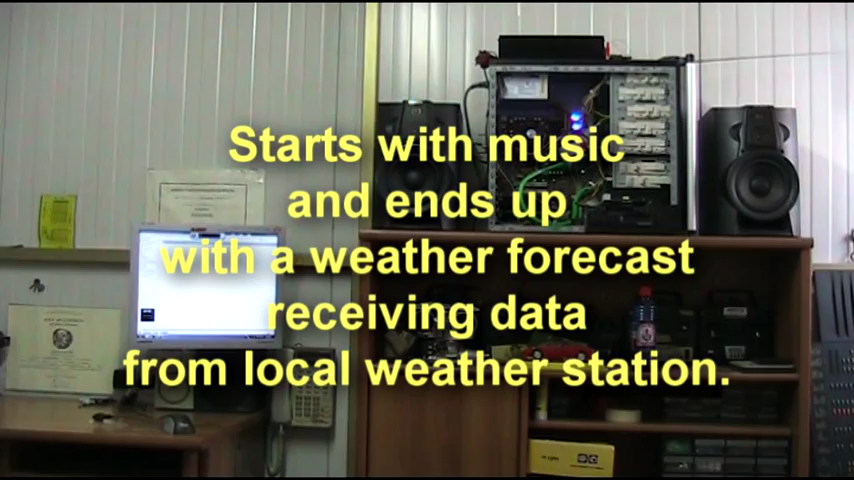 Starts with music
and ends up
with a weather forecast
receiving data
from local weather station.